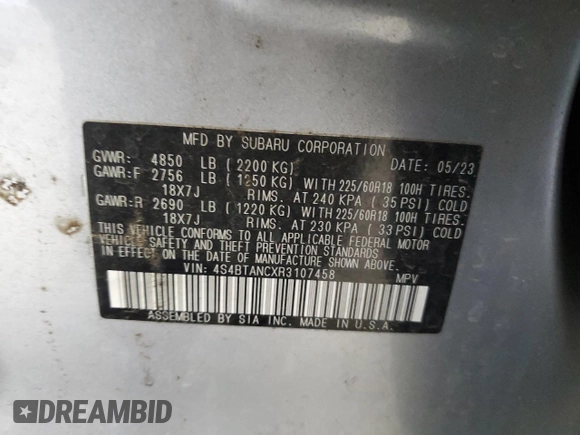 MFD BY SUBARU CORPORATION
GVWR: 4850 LB ( 2200 KG) DATE: 05/23
GAWR:F 2756 LB ( 1250 KG) WITH 225/60R18 100H TIRES.
18X7J RIMS. AT 240 KPA ( 35 PSI) COLD
GAWR:R 2690 LB ( 1220 KG) WITH 225/60R18 100H TIRES.
18X7J RIMS. AT 230 KPA ( 33 PSI) COLD
THIS VEHICLE CONFORMS TO ALL APPLICABLE FEDERAL MOTOR
VEHICLE SAFETY AND THEFT PREVENTION STANDARDS
IN EFFECT ON THE DATE OF MANUFACTURE SHOWN ABOVE.
VIN: 4S4BTANCXR3107458 MPV
ASSEMBLED BY SIA INC. MADE IN U.S.A.
DREAMBID